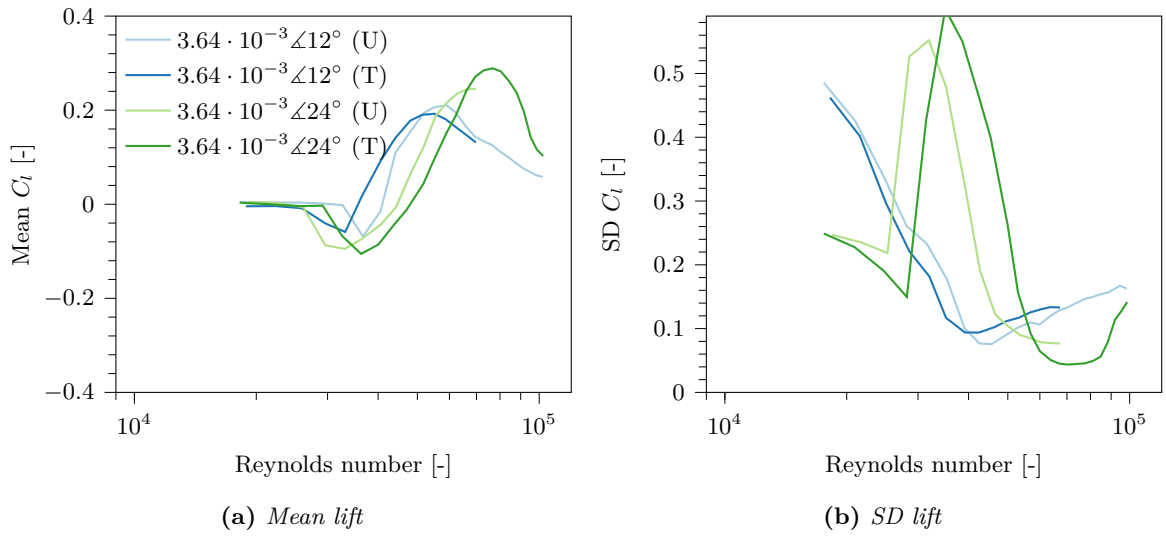 0.4
0.2
0
−0.2
−0.4
Mean C_l [-]
3.64 · 10^−3∡12° (U)
3.64 · 10^−3∡12° (T)
3.64 · 10^−3∡24° (U)
3.64 · 10^−3∡24° (T)
10^4
10^5
Reynolds number [-]
(a) Mean lift
0.5
0.4
0.3
0.2
0.1
0
SD C_l [-]
10^4
10^5
Reynolds number [-]
(b) SD lift